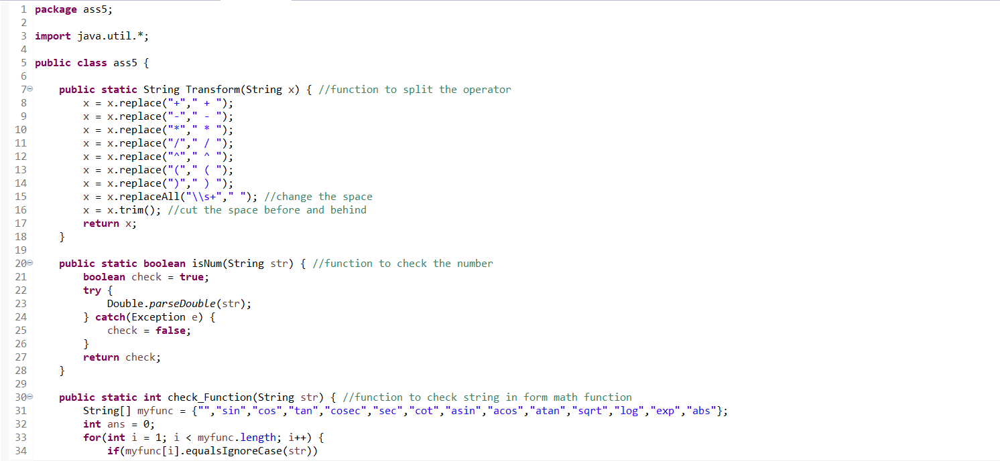 1 package ass5;
2
3 import java.util.*;
4
5 public class ass5 {
6
7 public static String Transform(String x) { //function to split the operator
8 x = x.replace("+"," + ");
9 x = x.replace("-"," - ");
10 x = x.replace("*"," * ");
11 x = x.replace("/"," / ");
12 x = x.replace("^"," ^ ");
13 x = x.replace("("," ( ");
14 x = x.replace(")"," ) ");
15 x = x.replaceAll("\\s+"," "); //change the space
16 x = x.trim(); //cut the space before and behind
17 return x;
18 }
19
20 public static boolean isNum(String str) { //function to check the number
21 boolean check = true;
22 try {
23 Double.parseDouble(str);
24 } catch(Exception e) {
25 check = false;
26 }
27 return check;
28 }
29
30 public static int check_Function(String str) { //function to check string in form math function
31 String[] myfunc = {"","sin","cos","tan","cosec","sec","cot","asin","acos","atan","sqrt","log","exp","abs"};
32 int ans = 0;
33 for(int i = 1; i < myfunc.length; i++) {
34 if(myfunc[i].equalsIgnoreCase(str))